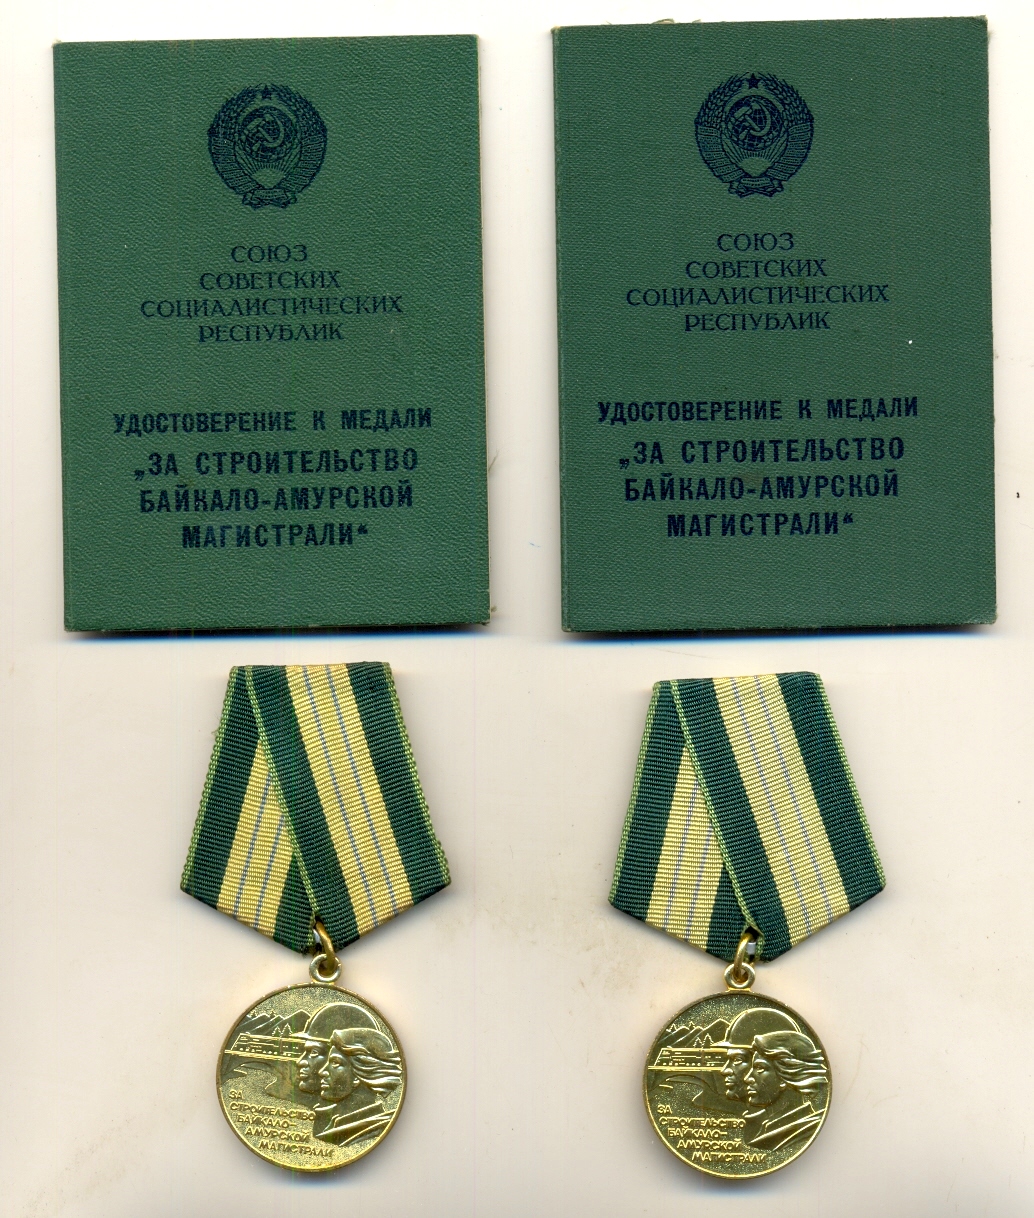 СОЮЗ
СОВЕТСКИХ
СОЦИАЛИСТИЧЕСКИХ
РЕСПУБЛИК
УДОСТОВЕРЕНИЕ К МЕДАЛИ
„ЗА СТРОИТЕЛЬСТВО
БАЙКАЛО-АМУРСКОЙ
МАГИСТРАЛИ“
СОЮЗ
СОВЕТСКИХ
СОЦИАЛИСТИЧЕСКИХ
РЕСПУБЛИК
УДОСТОВЕРЕНИЕ К МЕДАЛИ
„ЗА СТРОИТЕЛЬСТВО
БАЙКАЛО-АМУРСКОЙ
МАГИСТРАЛИ“
ЗА
СТРОИТЕЛЬСТВО
БАЙКАЛО-
АМУРСКОЙ
МАГИСТРАЛИ
ЗА
СТРОИТЕЛЬСТВО
БАЙКАЛО-
АМУРСКОЙ
МАГИСТРАЛИ